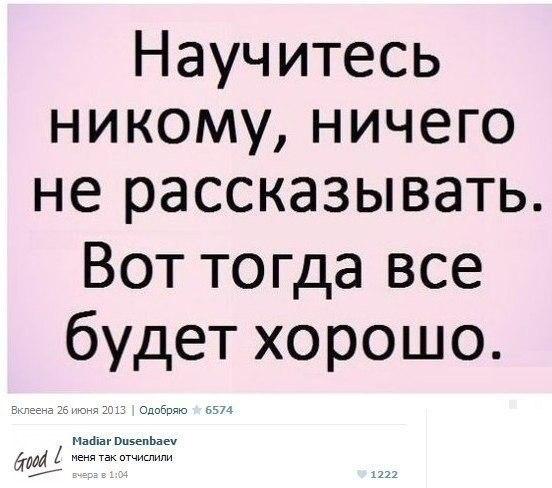 Научитесь
никому, ничего
не рассказывать.
Вот тогда все
будет хорошо.
Вклеена 26 июня 2013 | Одобряю 6574
Good L
Madiar Dusenbaev
меня так отчислили
вчера в 1:04
1222